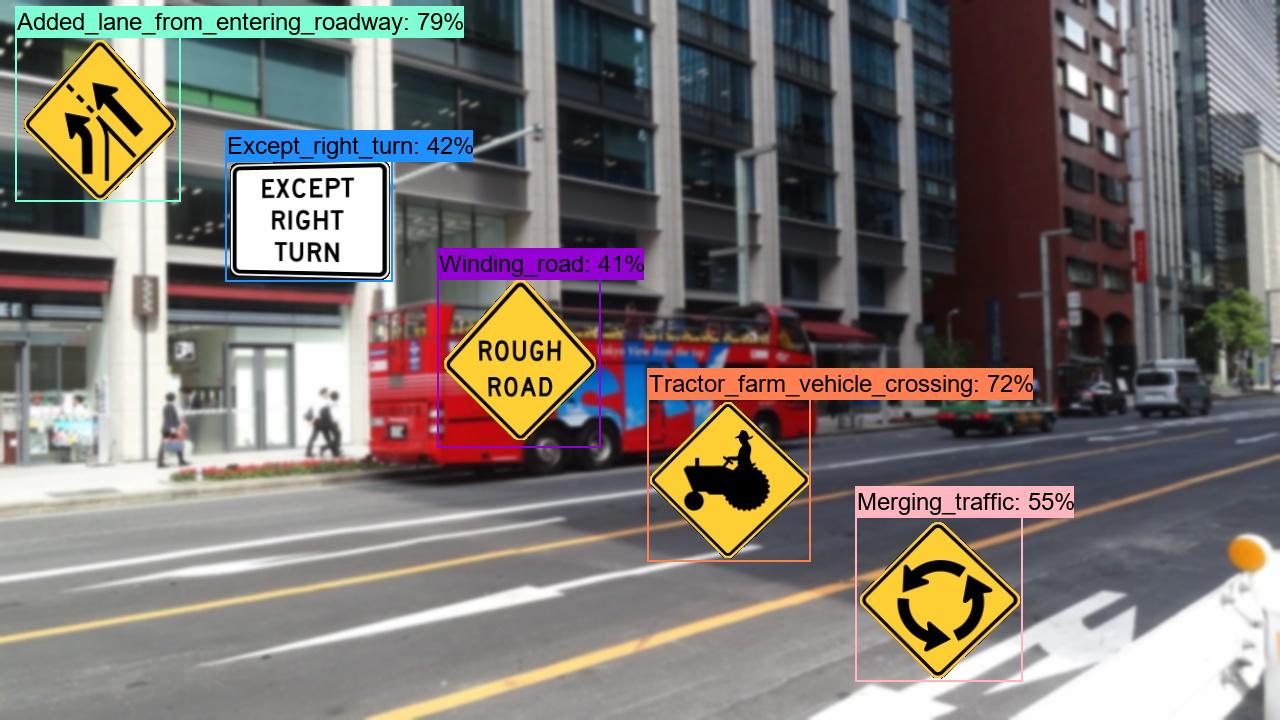 Added_lane_from_entering_roadway: 79%
Except_right_turn: 42%
EXCEPT
RIGHT
TURN
Winding_road: 41%
ROUGH
ROAD
Tractor_farm_vehicle_crossing: 72%
Merging_traffic: 55%